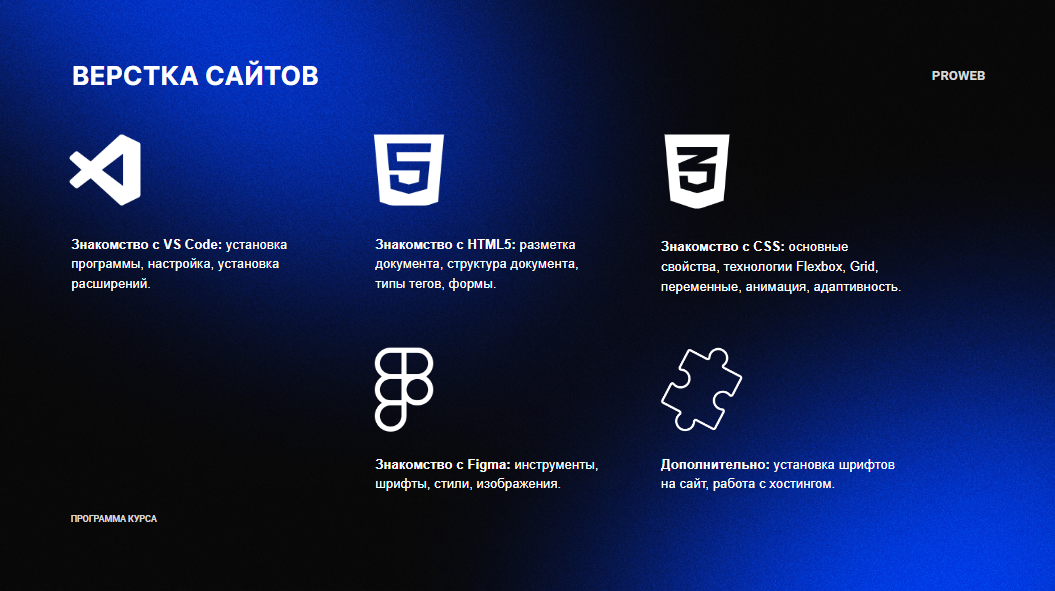 ВЕРСТКА САЙТОВ
PROWEB
Знакомство с VS Code: установка
программы, настройка, установка
расширений.
Знакомство с HTML5: разметка
документа, структура документа,
типы тегов, формы.
Знакомство с CSS: основные
свойства, технологии Flexbox, Grid,
переменные, анимация, адаптивность.
Знакомство с Figma: инструменты,
шрифты, стили, изображения.
Дополнительно: установка шрифтов
на сайт, работа с хостингом.
ПРОГРАММА КУРСА